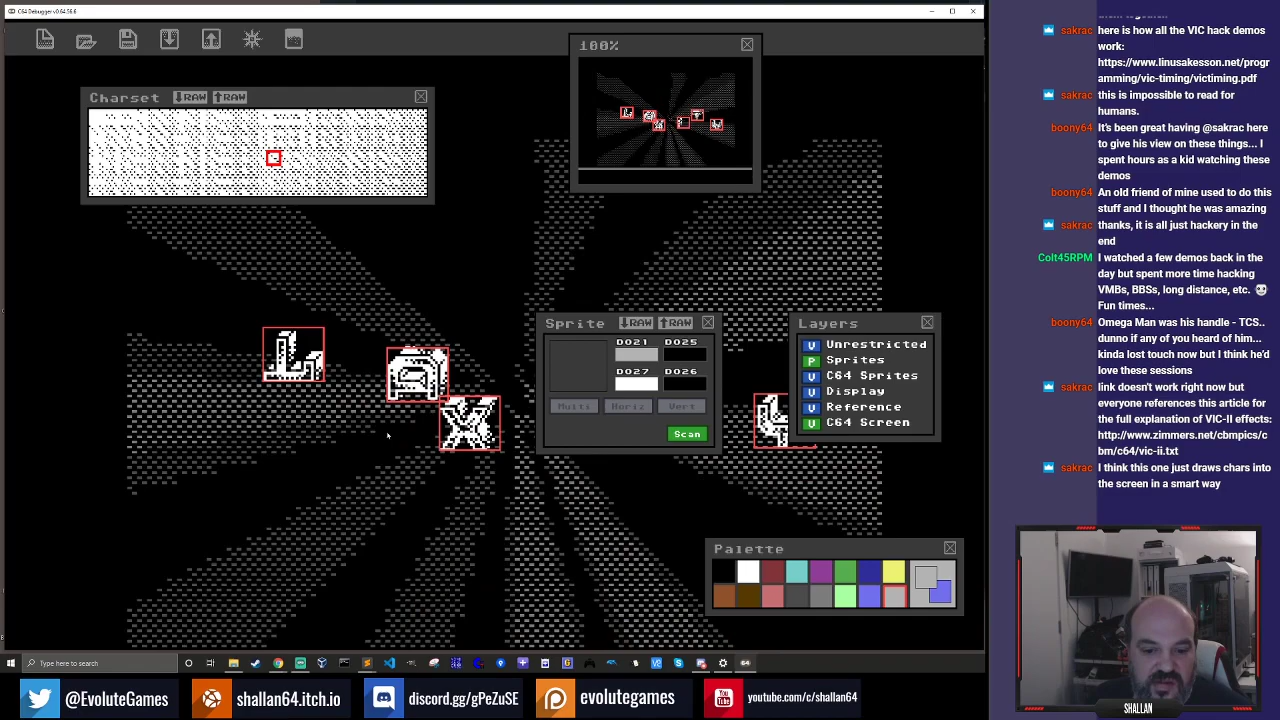 C64 Debugger v0.64.56.6
Charset
RAW
RAW
100%
Sprite
RAW
RAW
D021
D025
D027
D026
Multi
Horiz
Vert
Scan
Layers
V Unrestricted
P Sprites
V C64 Sprites
V Display
V Reference
V C64 Screen
Palette
sakrac
here is how all the VIC hack demos
work:
https://www.linusakesson.net/progr
amming/vic-timing/victiming.pdf
sakrac this is impossible to read for
humans.
boony64 It's been great having @sakrac here
to give his view on these things... I
spent hours as a kid watching these
demos
boony64 An old friend of mine used to do this
stuff and I thought he was amazing
sakrac thanks, it is all just hackery in the
end
Colt45RPM I watched a few demos back in the
day but spent more time hacking
VMBs, BBSs, long distance, etc.
Fun times...
boony64 Omega Man was his handle - TCS..
dunno if any of you kind of him...
kinda lost him now but I think he'd
love these sessions
sakrac link doesn't work right now but
references this article for
the full explanation of VIC-II gfx:
http://www.zimmers.net/cbmpics/c
bm/c64/vic-ii.txt
sakrac I think this one just draws chars into
the screen in a smart way
Type here to search
64
@EvoluteGames
shallan64.itch.io
discord.gg/gPeZuSE
evolutegames
You Tube
youtube.com/c/shallan64
SHALLAN